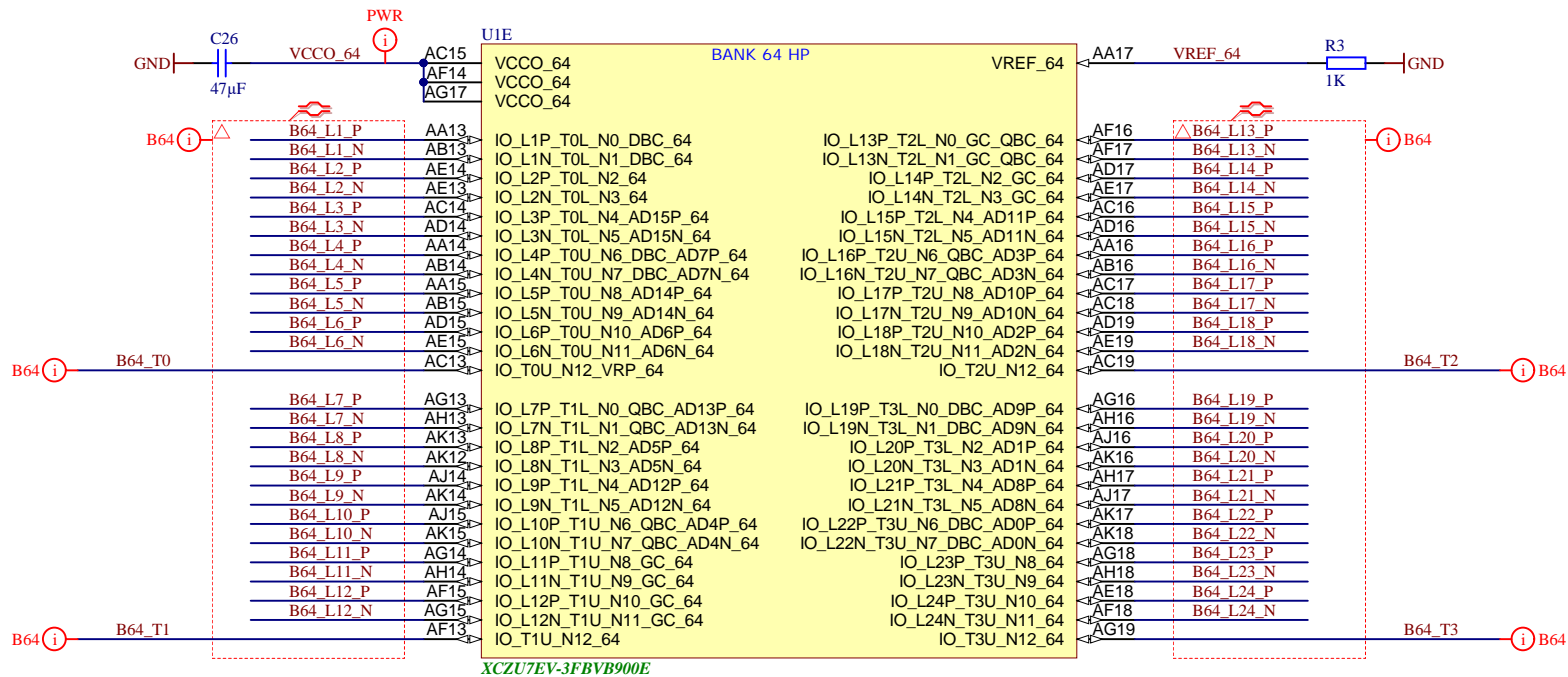 PWR
C26
VCCO_64
GND
47µF
U1E
BANK 64 HP
AC15
VCCO_64
AF14
VCCO_64
AG17
VCCO_64
VREF_64
AA17
VREF_64
R3
GND
1K
B64
i
B64_L1_P AA13 IO_L1P_T0L_N0_DBC_64
B64_L1_N AB13 IO_L1N_T0L_N1_DBC_64
B64_L2_P AE14 IO_L2P_T0L_N2_64
B64_L2_N AE13 IO_L2N_T0L_N3_64
B64_L3_P AC14 IO_L3P_T0L_N4_AD15P_64
B64_L3_N AD14 IO_L3N_T0L_N5_AD15N_64
B64_L4_P AA14 IO_L4P_T0U_N6_DBC_AD7P_64
B64_L4_N AB14 IO_L4N_T0U_N7_DBC_AD7N_64
B64_L5_P AA15 IO_L5P_T0U_N8_AD14P_64
B64_L5_N AB15 IO_L5N_T0U_N9_AD14N_64
B64_L6_P AD15 IO_L6P_T0U_N10_AD6P_64
B64_L6_N AE15 IO_L6N_T0U_N11_AD6N_64
B64 i B64_T0 AC13 IO_T0U_N12_VRP_64
B64_L7_P AG13 IO_L7P_T1L_N0_QBC_AD13P_64
B64_L7_N AH13 IO_L7N_T1L_N1_QBC_AD13N_64
B64_L8_P AK13 IO_L8P_T1L_N2_AD5P_64
B64_L8_N AK12 IO_L8N_T1L_N3_AD5N_64
B64_L9_P AJ14 IO_L9P_T1L_N4_AD12P_64
B64_L9_N AK14 IO_L9N_T1L_N5_AD12N_64
B64_L10_P AJ15 IO_L10P_T1U_N6_QBC_AD4P_64
B64_L10_N AK15 IO_L10N_T1U_N7_QBC_AD4N_64
B64_L11_P AG14 IO_L11P_T1U_N8_GC_64
B64_L11_N AH14 IO_L11N_T1U_N9_GC_64
B64_L12_P AF15 IO_L12P_T1U_N10_GC_64
B64_L12_N AG15 IO_L12N_T1U_N11_GC_64
B64 i B64_T1 AF13 IO_T1U_N12_64
IO_L13P_T2L_N0_GC_QBC_64 AF16 B64_L13_P
i B64
IO_L13N_T2L_N1_GC_QBC_64 AF17 B64_L13_N
IO_L14P_T2L_N2_GC_64 AD17 B64_L14_P
IO_L14N_T2L_N3_GC_64 AE17 B64_L14_N
IO_L15P_T2L_N4_AD11P_64 AC16 B64_L15_P
IO_L15N_T2L_N5_AD11N_64 AD16 B64_L15_N
IO_L16P_T2U_N6_QBC_AD3P_64 AA16 B64_L16_P
IO_L16N_T2U_N7_QBC_AD3N_64 AB16 B64_L16_N
IO_L17P_T2U_N8_AD10P_64 AC17 B64_L17_P
IO_L17N_T2U_N9_AD10N_64 AC18 B64_L17_N
IO_L18P_T2U_N10_AD2P_64 AD19 B64_L18_P
IO_L18N_T2U_N11_AD2N_64 AE19 B64_L18_N
IO_T2U_N12_64 AC19 B64_T2 i B64
IO_L19P_T3L_N0_DBC_AD9P_64 AG16 B64_L19_P
IO_L19N_T3L_N1_DBC_AD9N_64 AH16 B64_L19_N
IO_L20P_T3L_N2_AD1P_64 AJ16 B64_L20_P
IO_L20N_T3L_N3_AD1N_64 AK16 B64_L20_N
IO_L21P_T3L_N4_AD8P_64 AH17 B64_L21_P
IO_L21N_T3L_N5_AD8N_64 AJ17 B64_L21_N
IO_L22P_T3U_N6_DBC_AD0P_64 AK17 B64_L22_P
IO_L22N_T3U_N7_DBC_AD0N_64 AK18 B64_L22_N
IO_L23P_T3U_N8_64 AG18 B64_L23_P
IO_L23N_T3U_N9_64 AH18 B64_L23_N
IO_L24P_T3U_N10_64 AE18 B64_L24_P
IO_L24N_T3U_N11_64 AF18 B64_L24_N
IO_T3U_N12_64 AG19 B64_T3 i B64
XCZU7EV-3FBVB900E